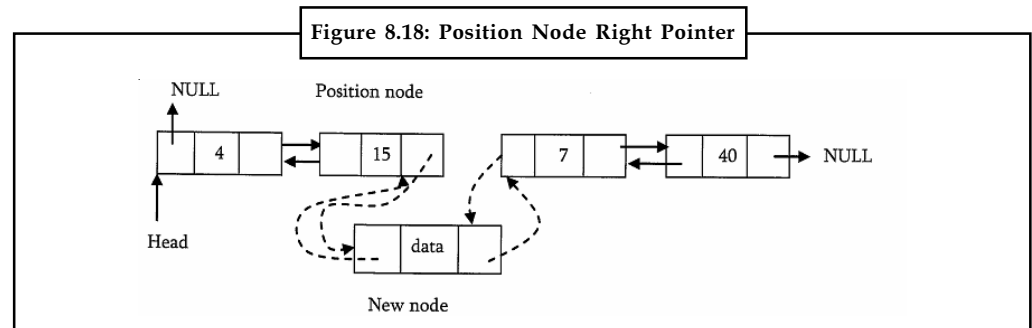 Figure 8.18: Position Node Right Pointer
NULL Position node
4 15 7 40 NULL
Head data
New node